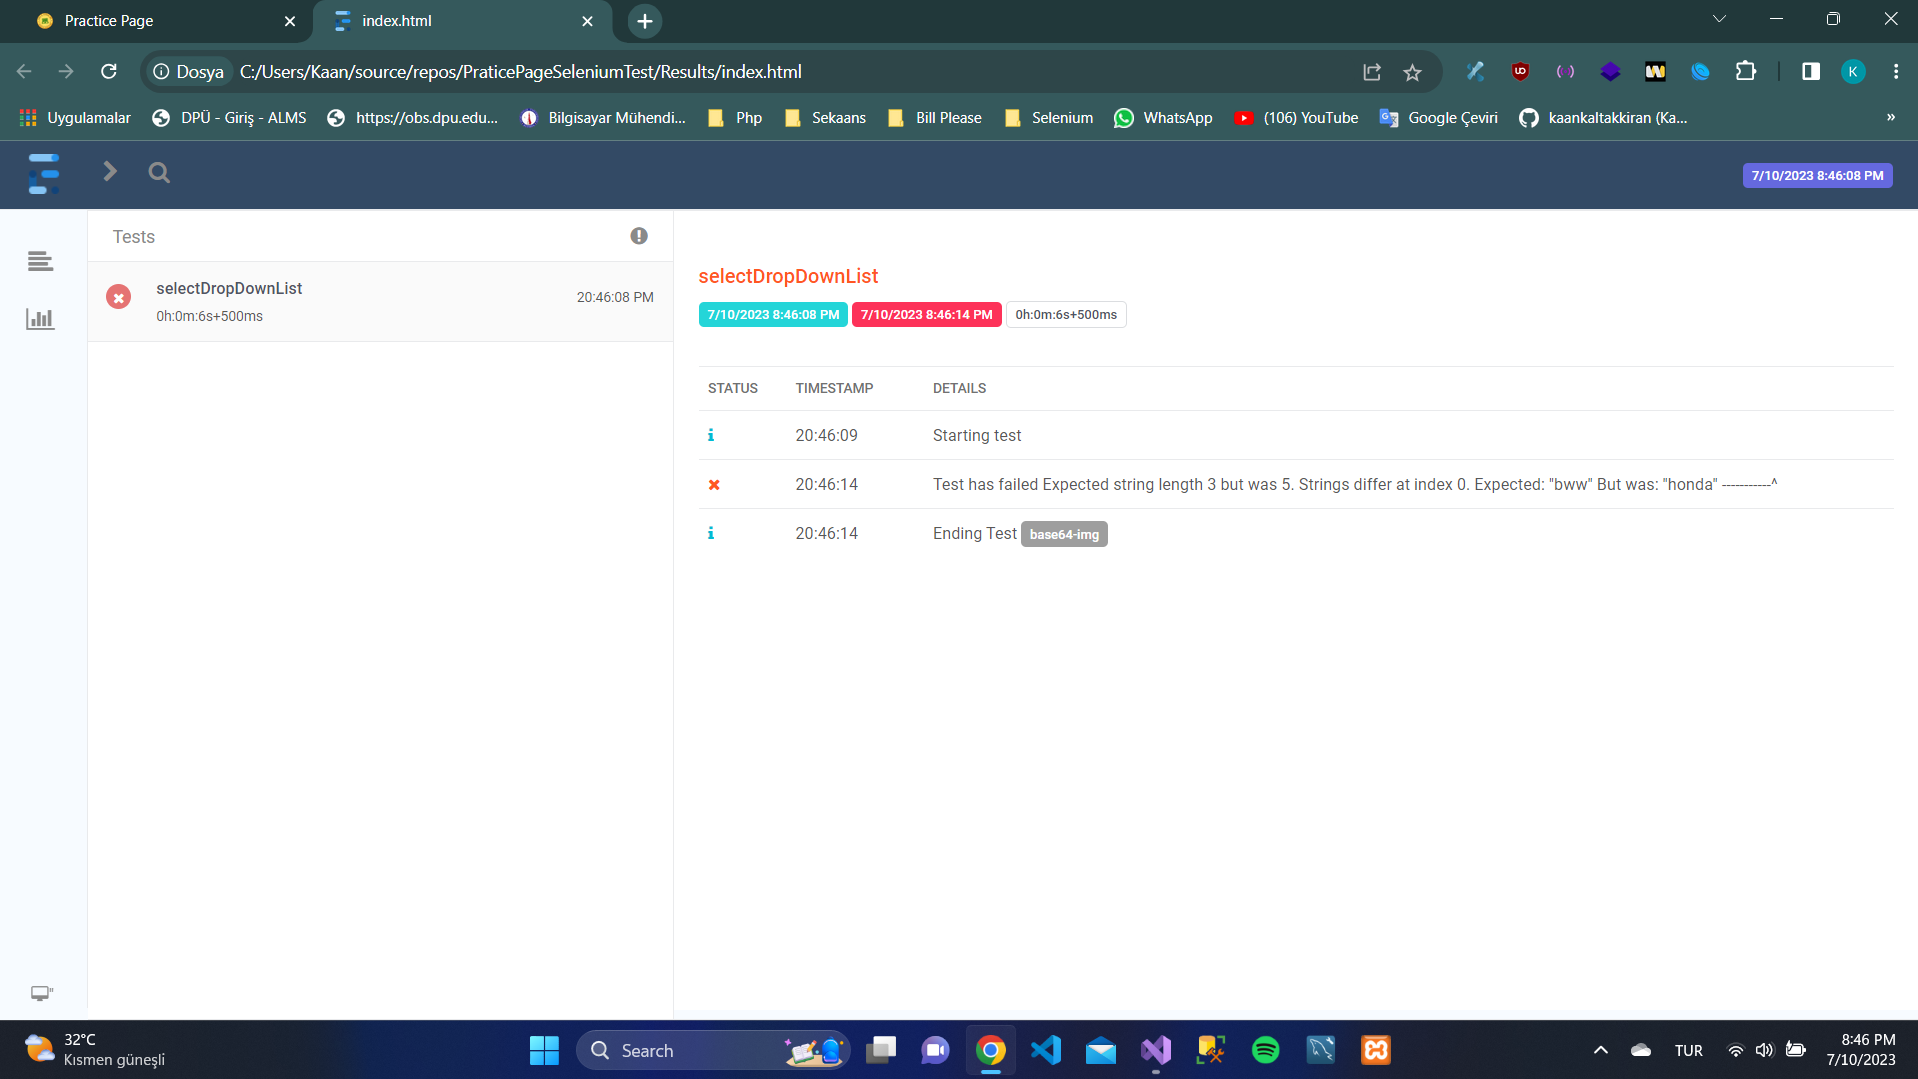 Practice Page
index.html
Dosya
C:/Users/Kaan/source/repos/PraticePageSeleniumTest/Results/index.html
K
Uygulamalar
DPÜ - Giriş - ALMS
https://obs.dpu.edu...
Bilgisayar Mühendi...
Php
Sekaans
Bill Please
Selenium
WhatsApp
(106) YouTube
Google Çeviri
kaankaltakkiran (Ka...
»
7/10/2023 8:46:08 PM
Tests
selectDropDownList
20:46:08 PM
0h:0m:6s+500ms
selectDropDownList
7/10/2023 8:46:08 PM 7/10/2023 8:46:14 PM 0h:0m:6s+500ms
STATUS TIMESTAMP DETAILS
20:46:09 Starting test
20:46:14 Test has failed Expected string length 3 but was 5. Strings differ at index 0. Expected: "bww" But was: "honda" -----------^
20:46:14 Ending Test base64-img
32°C
Kısmen güneşli
Search
TUR
8:46 PM
7/10/2023